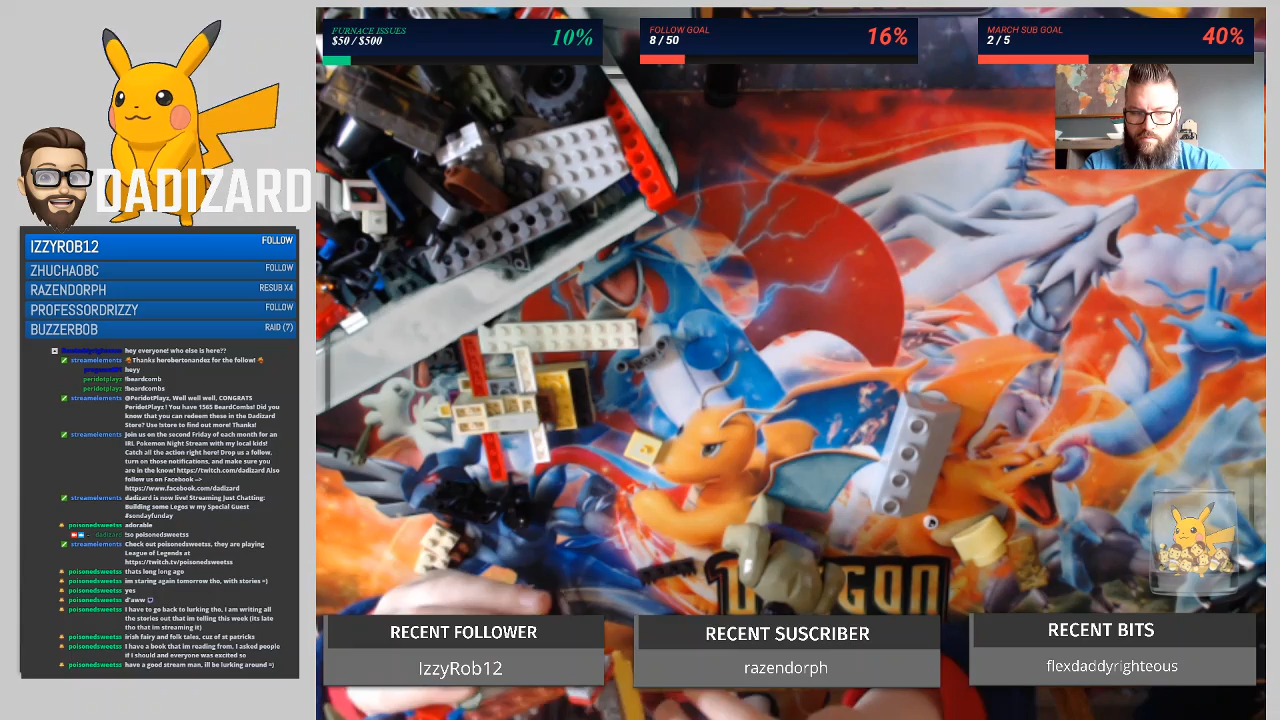 FURNACE ISSUES
$50 / $500
10%
FOLLOW GOAL
8 / 50
16%
MARCH SUB GOAL
2 / 5
40%
DADIZARD
IZZYROB12 FOLLOW
ZHUCHAOBC FOLLOW
RAZENDORPH RESUB X4
PROFESSORDRIZZY FOLLOW
BUZZERBOB RAID (7)
hey everyone! who else is here??
streamelements Thanks herobertonandez for the follow!
heyy
peridotplayz !beardcomb
peridotplayz !beardcombs
streamelements @PeridotPlayz, Well well well, CONGRATS
PeridotPlayz ! You have 1565 BeardCombs! Did you
know that you can redeem these in the Dadizard
Store? Use !store to find out more! Thanks!
streamelements Join us on the second Friday of each month for an
IRL Pokemon Night Stream with my local kids!
Catch all the action right here! Drop us a follow,
turn on those notifications, and make sure you
are in the know! https://twitch.com/dadizard Also
follow us on Facebook -->
https://www.facebook.com/dadizard
streamelements dadizard is now live! Streaming Just Chatting:
Building some Legos w my Special Guest
#sondayfunday
poisonedsweetss adorable
dadizard !so poisonedsweetss
streamelements Check out poisonedsweetss, they are playing
League of Legends at
https://twitch.tv/poisonedsweetss
poisonedsweetss thats long long ago
poisonedsweetss im staring again tomorrow tho, with stories =)
poisonedsweetss yes
poisonedsweetss d'aww
poisonedsweetss I have to go back to lurking tho, I am writing all
the stories out that im telling this week (its late
tho that im streaming it)
poisonedsweetss irish fairy and folk tales, cuz of st patricks
poisonedsweetss I have a book that im reading from, I asked people
if I should and everyone was excited so
poisonedsweetss have a good stream man, ill be lurking around =)
RECENT FOLLOWER
IzzyRob12
RECENT SUSCRIBER
razendorph
RECENT BITS
flexdaddyrighteous